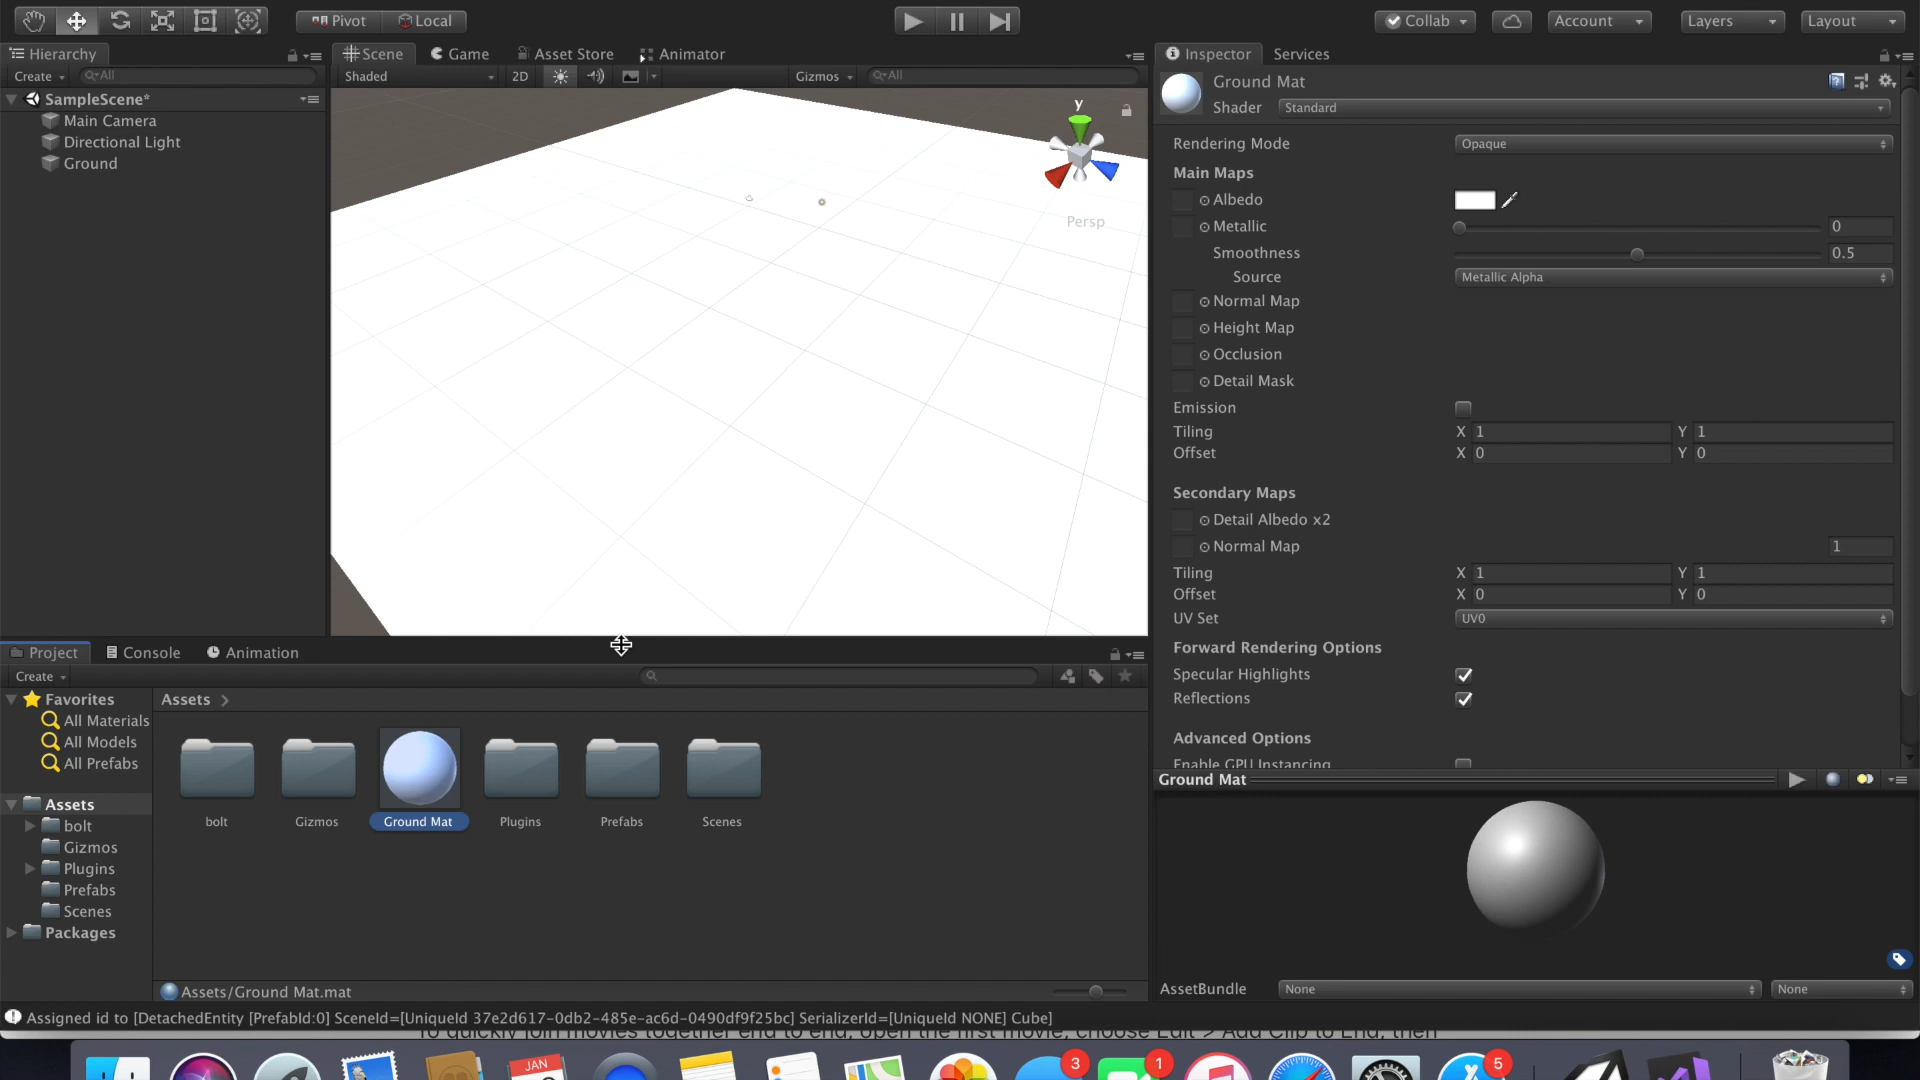 Pivot Local Collab Account Layers Layout
Hierarchy Scene Game Asset Store Animator Inspector Services
Create All Shaded 2D Gizmos All
SampleScene*
Main Camera
Directional Light
Ground
y
Persp
Ground Mat
Shader Standard
Rendering Mode Opaque
Main Maps
Albedo
Metallic 0
Smoothness 0.5
Source Metallic Alpha
Normal Map
Height Map
Occlusion
Detail Mask
Emission
Tiling X 1 Y 1
Offset X 0 Y 0
Secondary Maps
Detail Albedo x2
Normal Map 1
Tiling X 1 Y 1
Offset X 0 Y 0
UV Set UV0
Forward Rendering Options
Specular Highlights
Reflections
Advanced Options
Enable GPU Instancing
Project Console Animation
Create
Favorites
All Materials
All Models
All Prefabs
Assets
bolt
Gizmos
Plugins
Prefabs
Scenes
Packages
Assets
bolt Gizmos Ground Mat Plugins Prefabs Scenes
Assets/Ground Mat.mat
Ground Mat
AssetBundle None None
Assigned id to [DetachedEntity [PrefabId:0] SceneId=[UniqueId 37e2d617-0db2-485e-ac6d-0490df9f25bc] SerializerId=[UniqueId NONE] Cube]
To quickly join movies together end to end, open the first movie, choose Edit > Add Clip to End, then
JAN 3 1 5